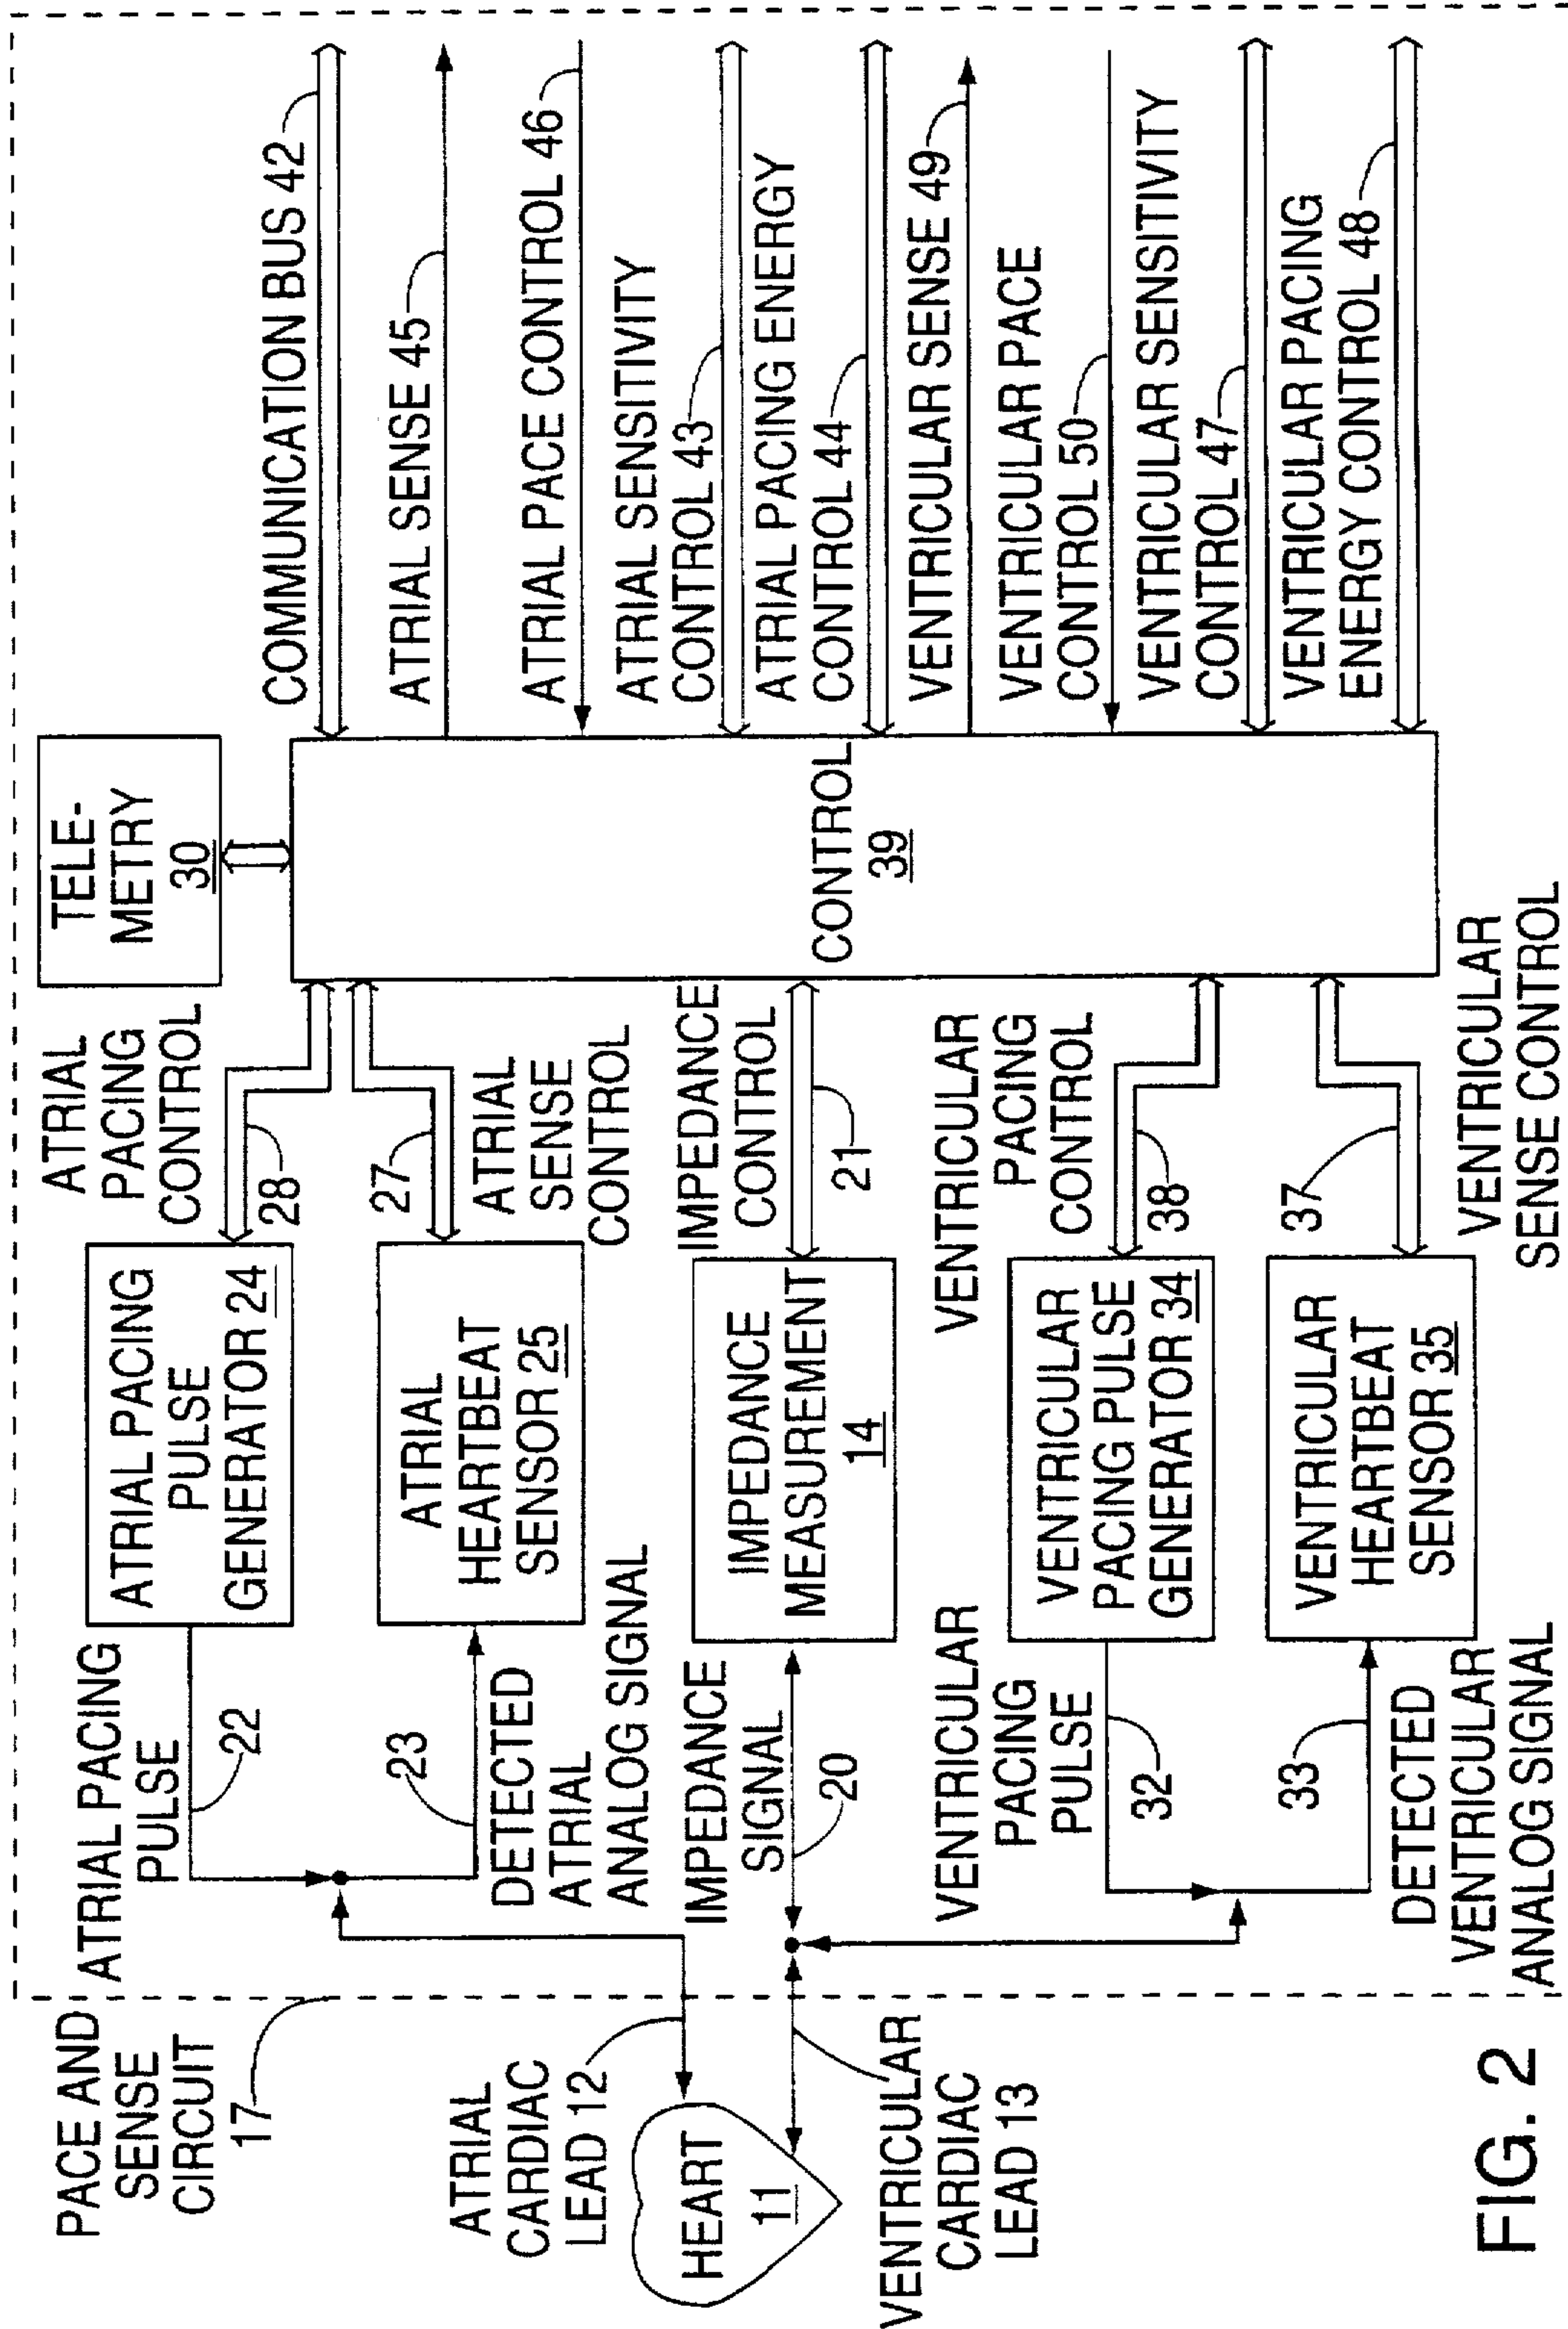 PACE AND
SENSE
CIRCUIT
17
ATRIAL
CARDIAC
LEAD 12
HEART
11
VENTRICULAR
CARDIAC
LEAD 13
ATRIAL PACING
PULSE
22
23
DETECTED
ATRIAL
ANALOG SIGNAL
IMPEDANCE
SIGNAL
20
VENTRICULAR
PACING
PULSE
32
33
DETECTED
VENTRICULAR
ANALOG SIGNAL
ATRIAL PACING
PULSE
GENERATOR 24
ATRIAL
HEARTBEAT
SENSOR 25
IMPEDANCE
MEASUREMENT
14
VENTRICULAR
PACING PULSE
GENERATOR 34
VENTRICULAR
HEARTBEAT
SENSOR 35
ATRIAL
PACING
CONTROL
28
27
ATRIAL
SENSE
CONTROL
IMPEDANCE
CONTROL
21
VENTRICULAR
PACING
CONTROL
38
37
VENTRICULAR
SENSE CONTROL
TELE-
METRY
30
CONTROL
39
COMMUNICATION BUS 42
ATRIAL SENSE 45
ATRIAL PACE CONTROL 46
ATRIAL SENSITIVITY
CONTROL 43
ATRIAL PACING ENERGY
CONTROL 44
VENTRICULAR SENSE 49
VENTRICULAR PACE
CONTROL 50
VENTRICULAR SENSITIVITY
CONTROL 47
VENTRICULAR PACING
ENERGY CONTROL 48
FIG. 2